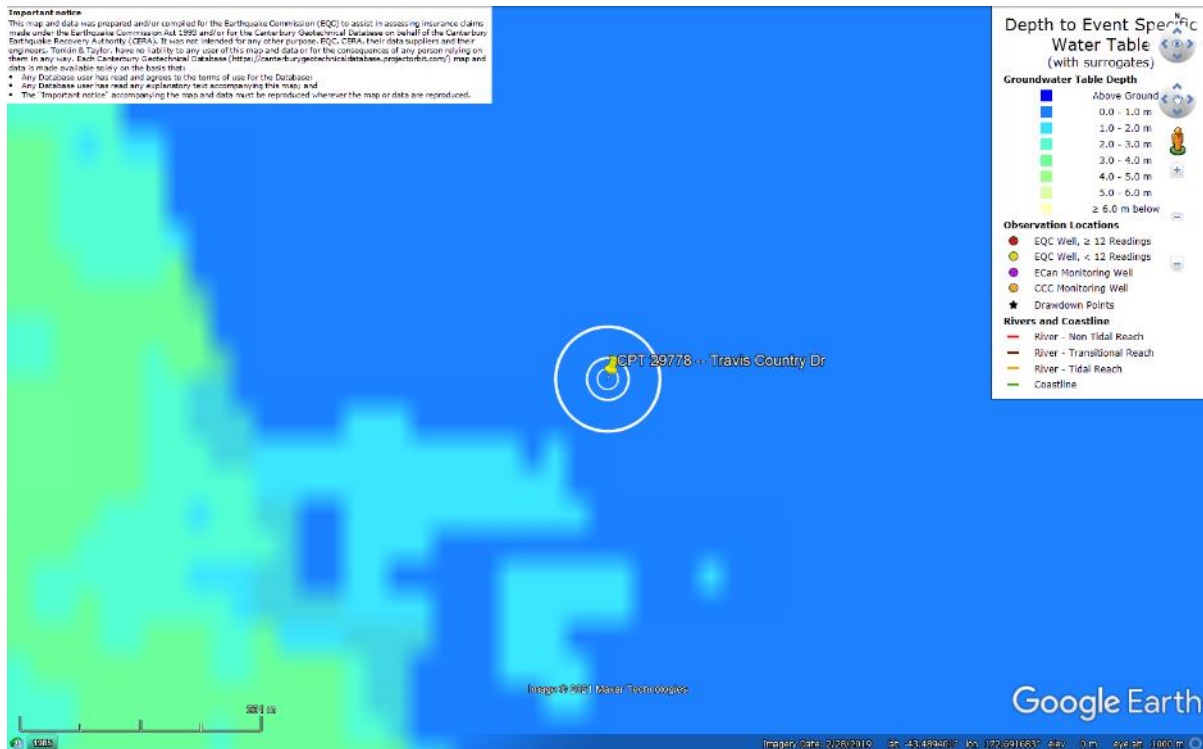 Important notice
This map and data was prepared and/or compiled for the Earthquake Commission (EQC) to assist in assessing insurance claims
made under the Earthquake Commission Act 1993 and/or for the Canterbury Geotechnical Database on behalf of the Canterbury
Earthquake Recovery Authority (CERA). It was not intended for any other purpose. EQC, CERA, their data suppliers and their
engineers, Tonkin & Taylor, have no liability to any user of this map and data or for the consequences of any person relying on
them in any way. Each Canterbury Geotechnical Database (https://canterburygeotechnicaldatabase.projectorbit.com/) map and
data is made available solely on the basis that:
• Any Database user has read and agrees to the terms of use for the Database;
• Any Database user has read any explanatory text accompanying this map; and
• The "Important notice" accompanying the map and data must be reproduced wherever the map or data are reproduced.
Depth to Event Specific
Water Table
(with surrogates)
N
Groundwater Table Depth
Above Ground
0.0 - 1.0 m
1.0 - 2.0 m
2.0 - 3.0 m
3.0 - 4.0 m
4.0 - 5.0 m
5.0 - 6.0 m
≥ 6.0 m below
Observation Locations
EQC Well, ≥ 12 Readings
EQC Well, < 12 Readings
ECan Monitoring Well
CCC Monitoring Well
Drawdown Points
Rivers and Coastline
River - Non Tidal Reach
River - Transitional Reach
River - Tidal Reach
Coastline
CPT 29778 -- Travis Country Dr
Image © 2021 Maxar Technologies
Google Earth
1985
Imagery Date: 2/28/2019 lat elev 0 m eye alt 1000 m